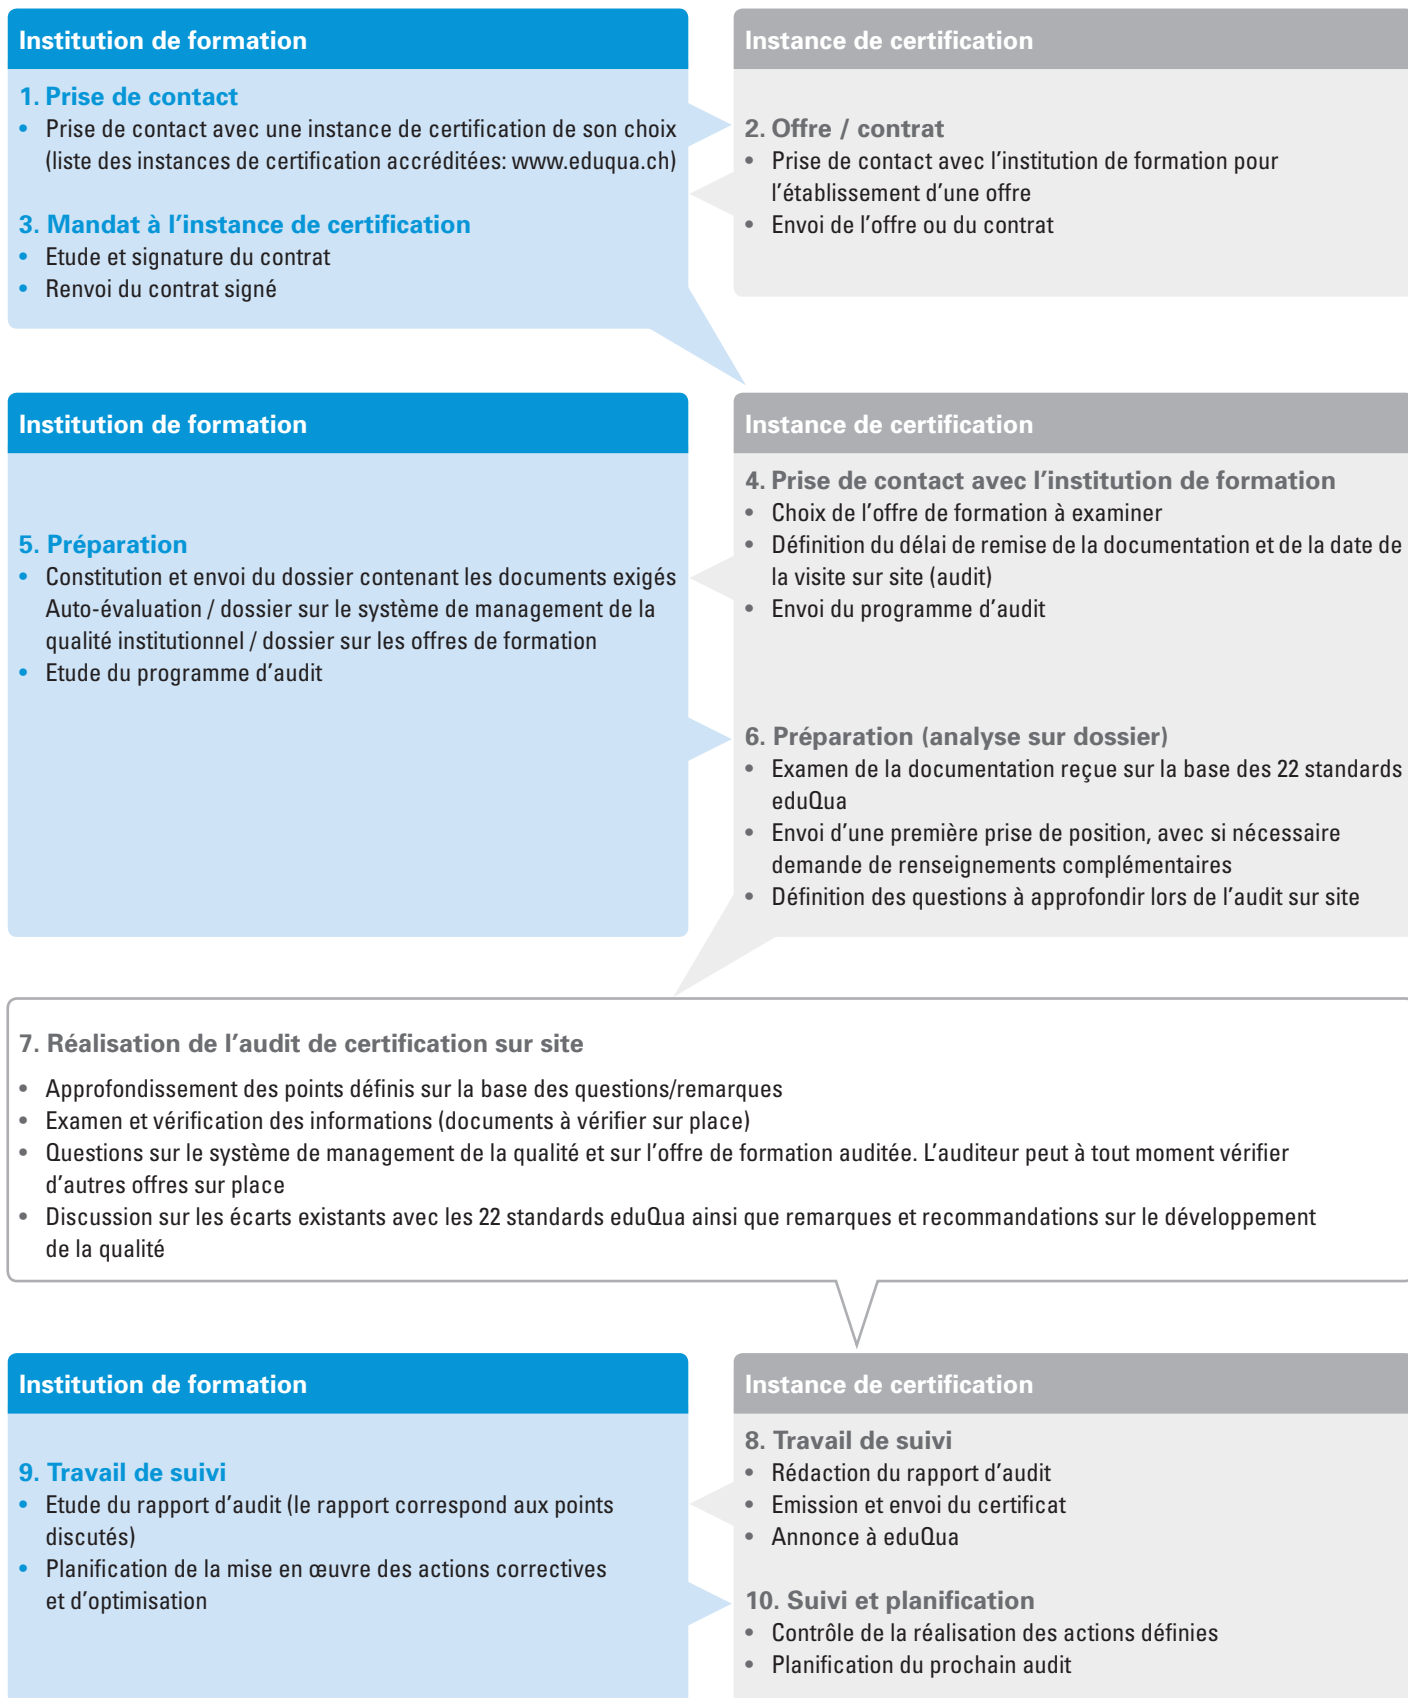 Institution de formation
1. Prise de contact
• Prise de contact avec une instance de certification de son choix
(liste des instances de certification accréditées: www.eduqua.ch)
3. Mandat à l’instance de certification
• Etude et signature du contrat
• Renvoi du contrat signé
Instance de certification
2. Offre / contrat
• Prise de contact avec l’institution de formation pour
l’établissement d’une offre
• Envoi de l’offre ou du contrat
Institution de formation
5. Préparation
• Constitution et envoi du dossier contenant les documents exigés
Auto-évaluation / dossier sur le système de management de la
qualité institutionnel / dossier sur les offres de formation
• Etude du programme d’audit
Instance de certification
4. Prise de contact avec l’institution de formation
• Choix de l’offre de formation à examiner
• Définition du délai de remise de la documentation et de la date de
la visite sur site (audit)
• Envoi du programme d’audit
6. Préparation (analyse sur dossier)
• Examen de la documentation reçue sur la base des 22 standards
eduQua
• Envoi d’une première prise de position, avec si nécessaire
demande de renseignements complémentaires
• Définition des questions à approfondir lors de l’audit sur site
7. Réalisation de l’audit de certification sur site
• Approfondissement des points définis sur la base des questions/remarques
• Examen et vérification des informations (documents à vérifier sur place)
• Questions sur le système de management de la qualité et sur l’offre de formation auditée. L’auditeur peut à tout moment vérifier
d’autres offres sur place
• Discussion sur les écarts existants avec les 22 standards eduQua ainsi que remarques et recommandations sur le développement
de la qualité
Institution de formation
9. Travail de suivi
• Etude du rapport d’audit (le rapport correspond aux points
discutés)
• Planification de la mise en œuvre des actions correctives
et d’optimisation
Instance de certification
8. Travail de suivi
• Rédaction du rapport d’audit
• Emission et envoi du certificat
• Annonce à eduQua
10. Suivi et planification
• Contrôle de la réalisation des actions définies
• Planification du prochain audit